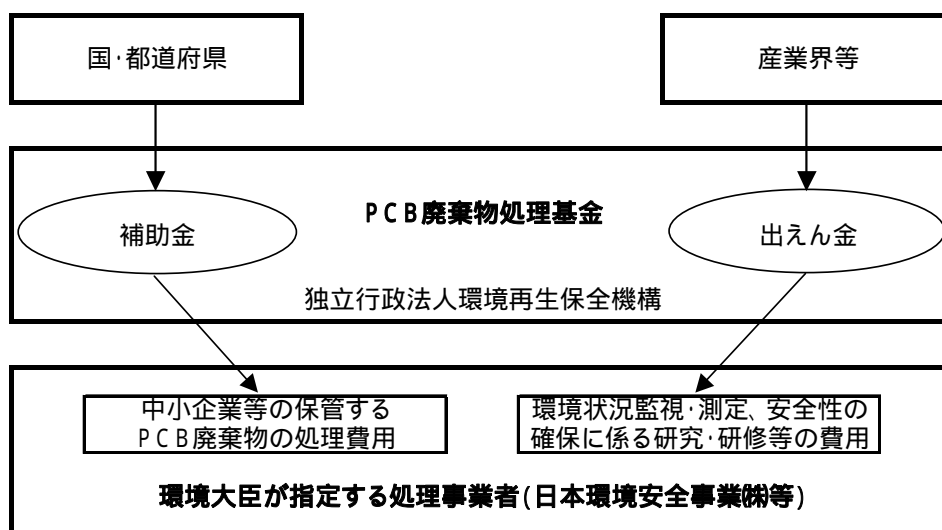 国・都道府県
産業界等
PCB廃棄物処理基金
補助金
出えん金
独立行政法人環境再生保全機構
中小企業等の保管する
PCB廃棄物の処理費用
環境状況監視・測定、安全性の
確保に係る研究・研修等の費用
環境大臣が指定する処理事業者(日本環境安全事業㈱等)